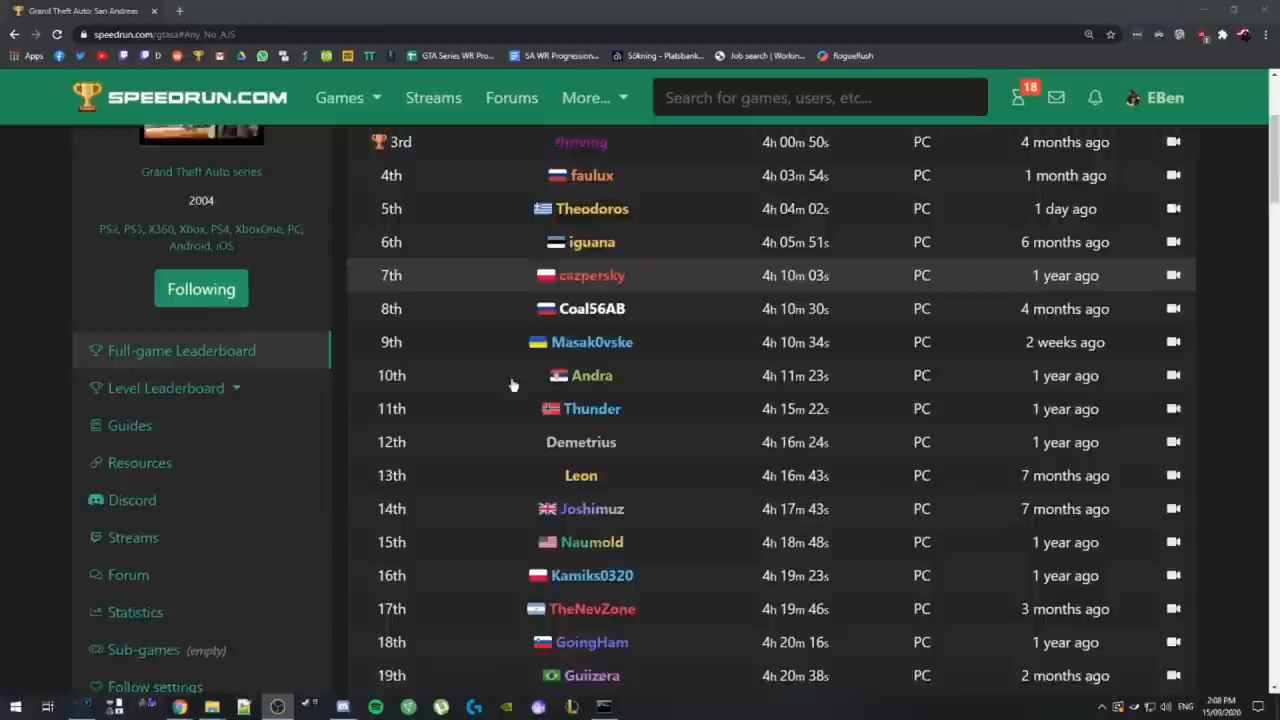 Grand Theft Auto: San Andreas
speedrun.com/gtasa#Any_No_AJS
Apps
GTA Series WR Pro...
SA WR Progression...
Sökning - Platsbank...
Job search | Workin...
RogueRush
SPEEDRUN.COM Games Streams Forums More... Search for games, users, etc... 18 EBen
Grand Theft Auto series
2004
PS2, PS3, X360, Xbox, PS4, XboxOne, PC,
Android, iOS
Following
Full-game Leaderboard
Level Leaderboard
Guides
Resources
Discord
Streams
Forum
Statistics
Sub-games (empty)
Follow settings
3rd thriving 4h 00m 50s PC 4 months ago
4th faulux 4h 03m 54s PC 1 month ago
5th Theodoros 4h 04m 02s PC 1 day ago
6th iguana 4h 05m 51s PC 6 months ago
7th cazpersky 4h 10m 03s PC 1 year ago
8th Coal56AB 4h 10m 30s PC 4 months ago
9th Masak0vske 4h 10m 34s PC 2 weeks ago
10th Andra 4h 11m 23s PC 1 year ago
11th Thunder 4h 15m 22s PC 1 year ago
12th Demetrius 4h 16m 24s PC 1 year ago
13th Leon 4h 16m 43s PC 7 months ago
14th Joshimuz 4h 17m 43s PC 7 months ago
15th Naumold 4h 18m 48s PC 1 year ago
16th Kamiks0320 4h 19m 23s PC 1 year ago
17th TheNevZone 4h 19m 46s PC 3 months ago
18th GoingHam 4h 20m 16s PC 1 year ago
19th Guiizera 4h 20m 38s PC 2 months ago
ENG
2:08 PM
15/09/2020